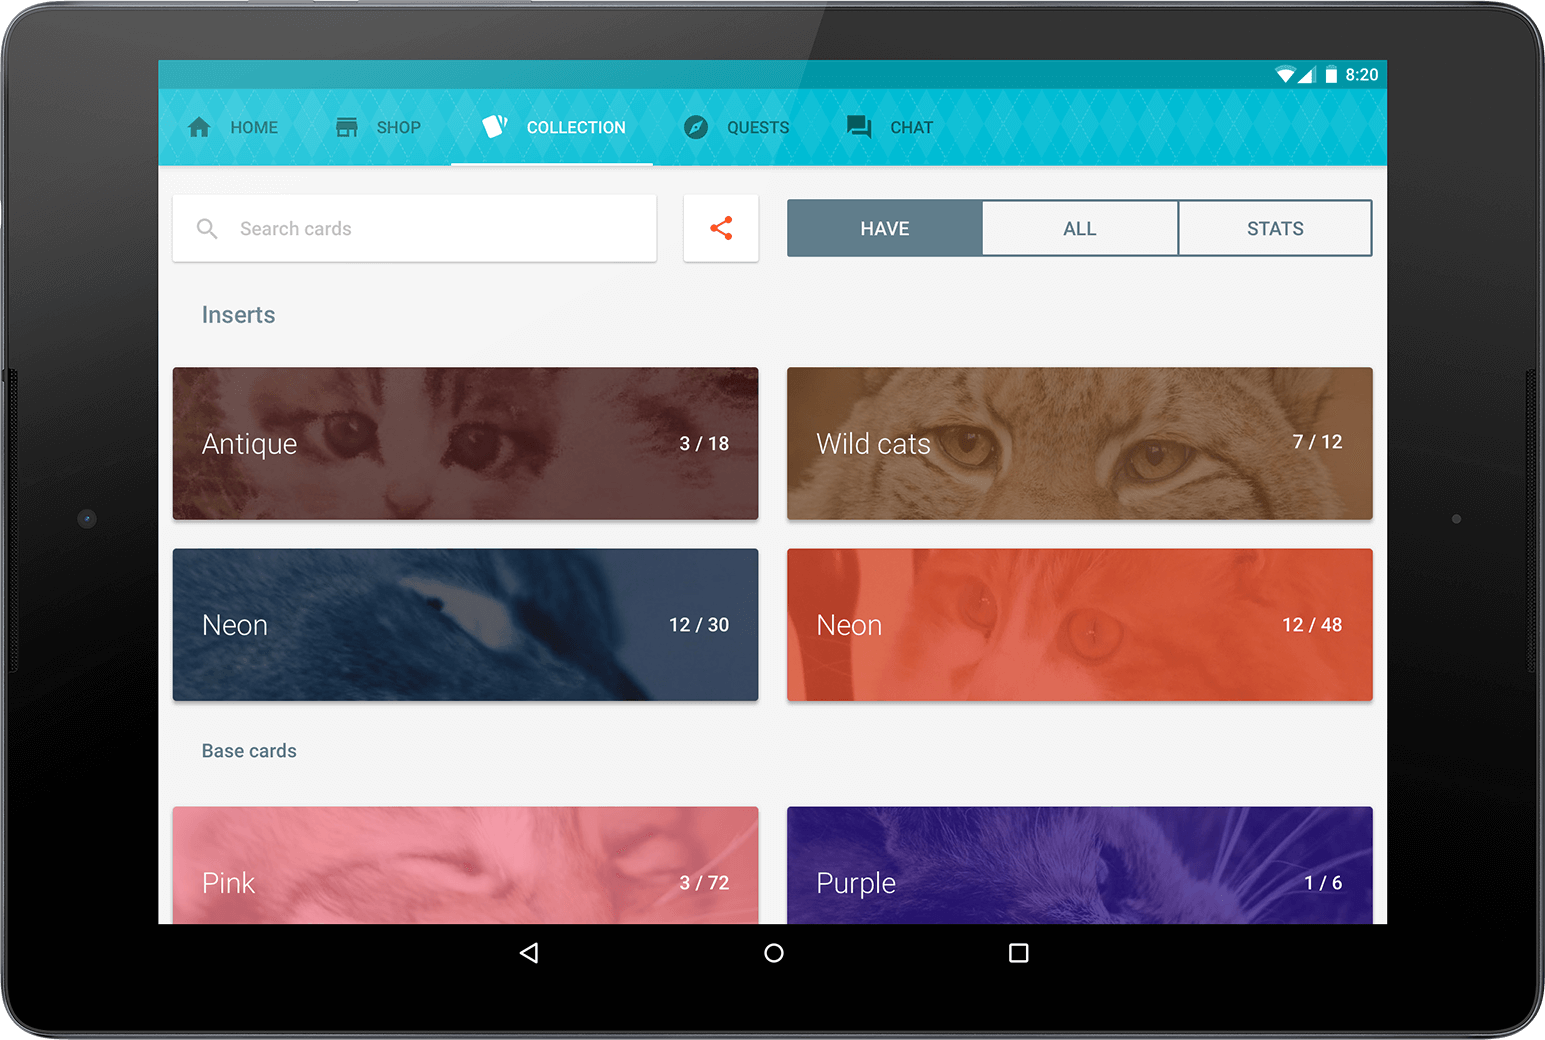 8:20
HOME SHOP COLLECTION QUESTS CHAT
Search cards
HAVE ALL STATS
Inserts
Antique 3 / 18
Wild cats 7 / 12
Neon 12 / 30
Neon 12 / 48
Base cards
Pink 3 / 72
Purple 1 / 6